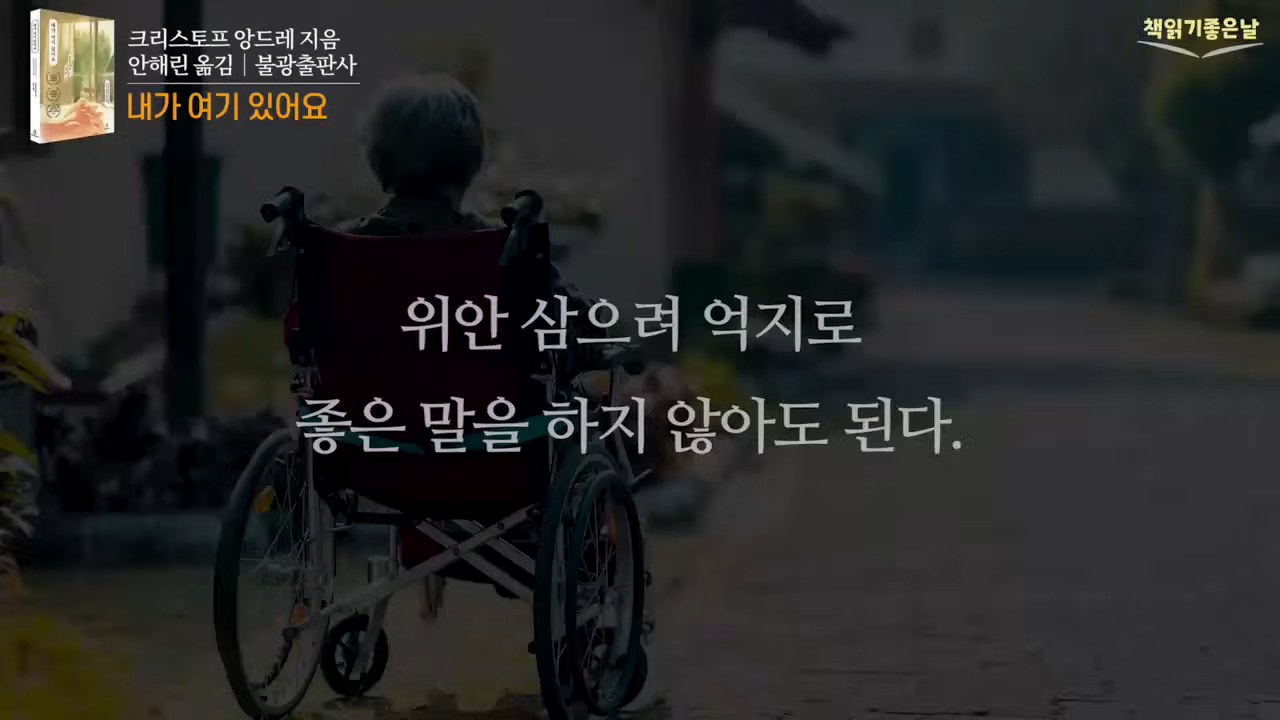 크리스토프 앙드레 지음
안해린 옮김│불광출판사
내가 여기 있어요
책읽기좋은날
위안 삼으려 억지로
좋은 말을 하지 않아도 된다.